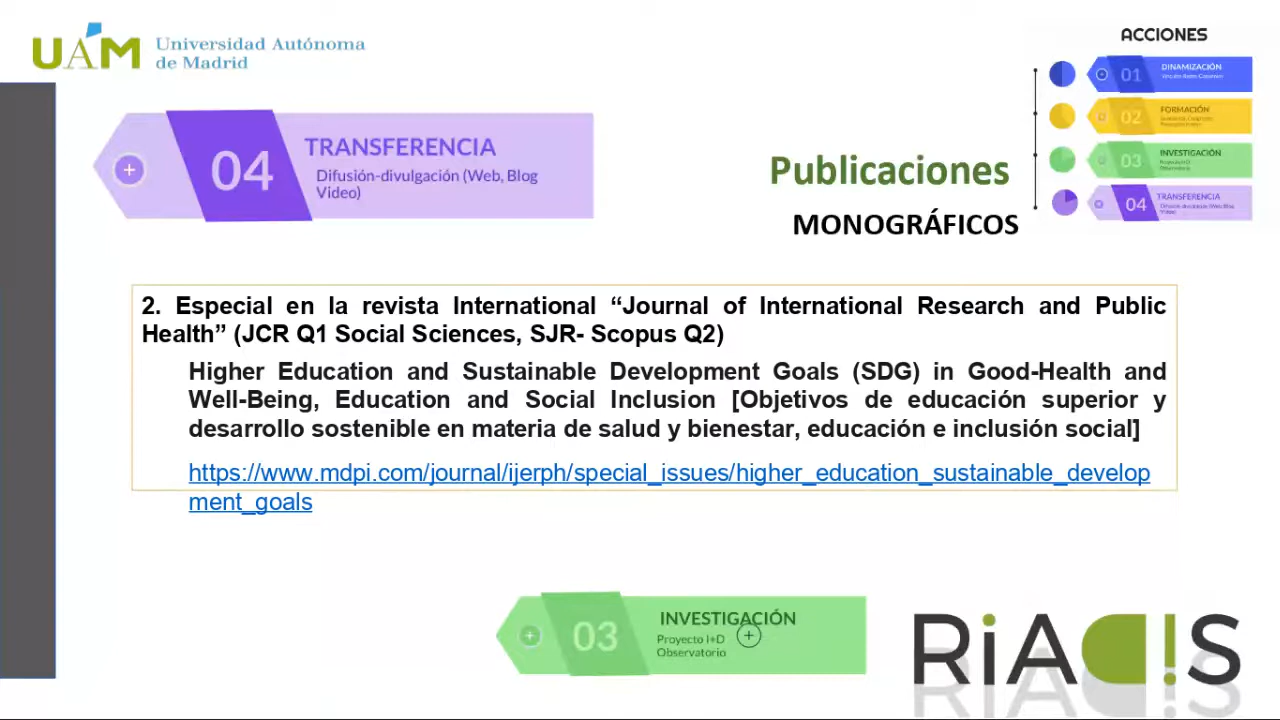 UAM Universidad Autónoma
de Madrid
ACCIONES
01 DINAMIZACIÓN
02 FORMACIÓN
03 INVESTIGACIÓN
Proyecto I+D
Observatorio
04 TRANSFERENCIA
04 TRANSFERENCIA
Difusión-divulgación (Web, Blog
Video)
Publicaciones
MONOGRÁFICOS
2. Especial en la revista International “Journal of International Research and Public
Health” (JCR Q1 Social Sciences, SJR- Scopus Q2)
Higher Education and Sustainable Development Goals (SDG) in Good-Health and
Well-Being, Education and Social Inclusion [Objetivos de educación superior y
desarrollo sostenible en materia de salud y bienestar, educación e inclusión social]
https://www.mdpi.com/journal/ijerph/special_issues/higher_education_sustainable_develop
ment_goals
03 INVESTIGACIÓN
Proyecto I+D
Observatorio
RiADiS